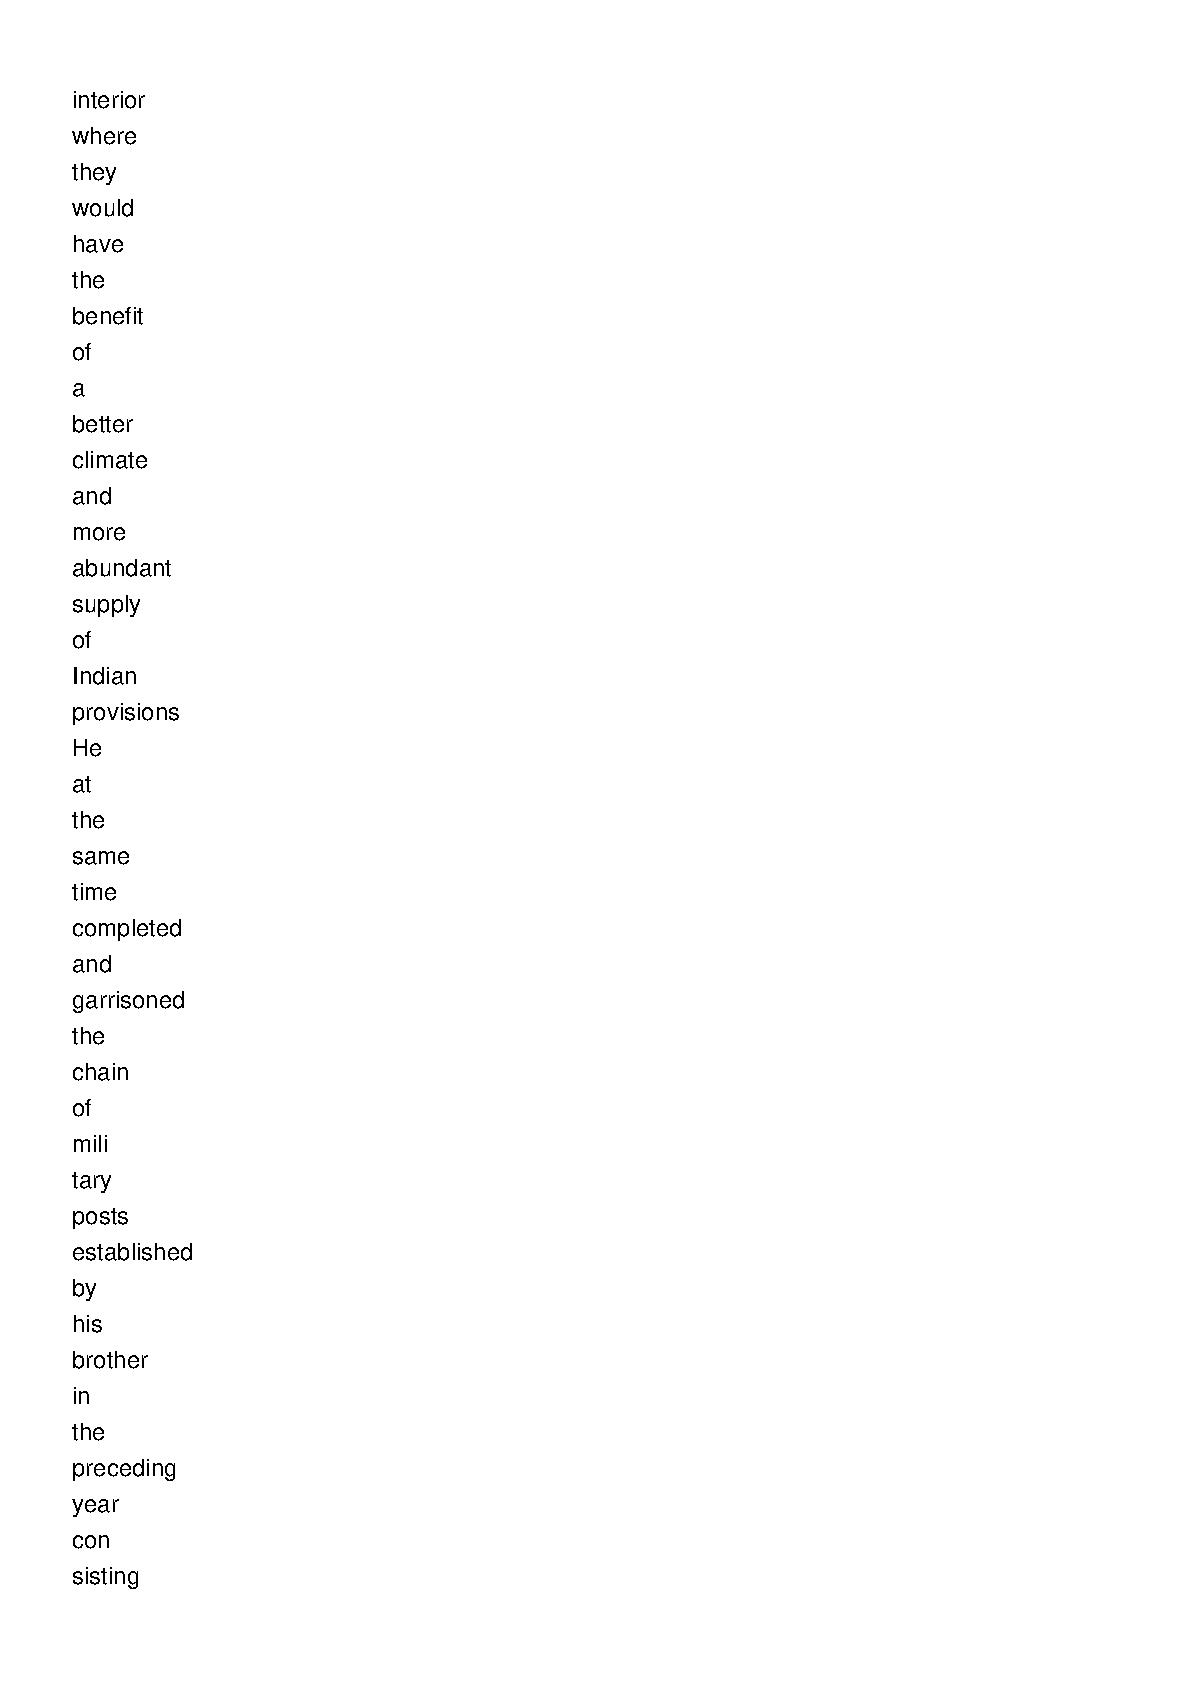 interior
where
they
would
have
the
benefit
of
a
better
climate
and
more
abundant
supply
of
Indian
provisions
He
at
the
same
time
completed
and
garrisoned
the
chain
of
mili
tary
posts
established
by
his
brother
in
the
preceding
year
con
sisting